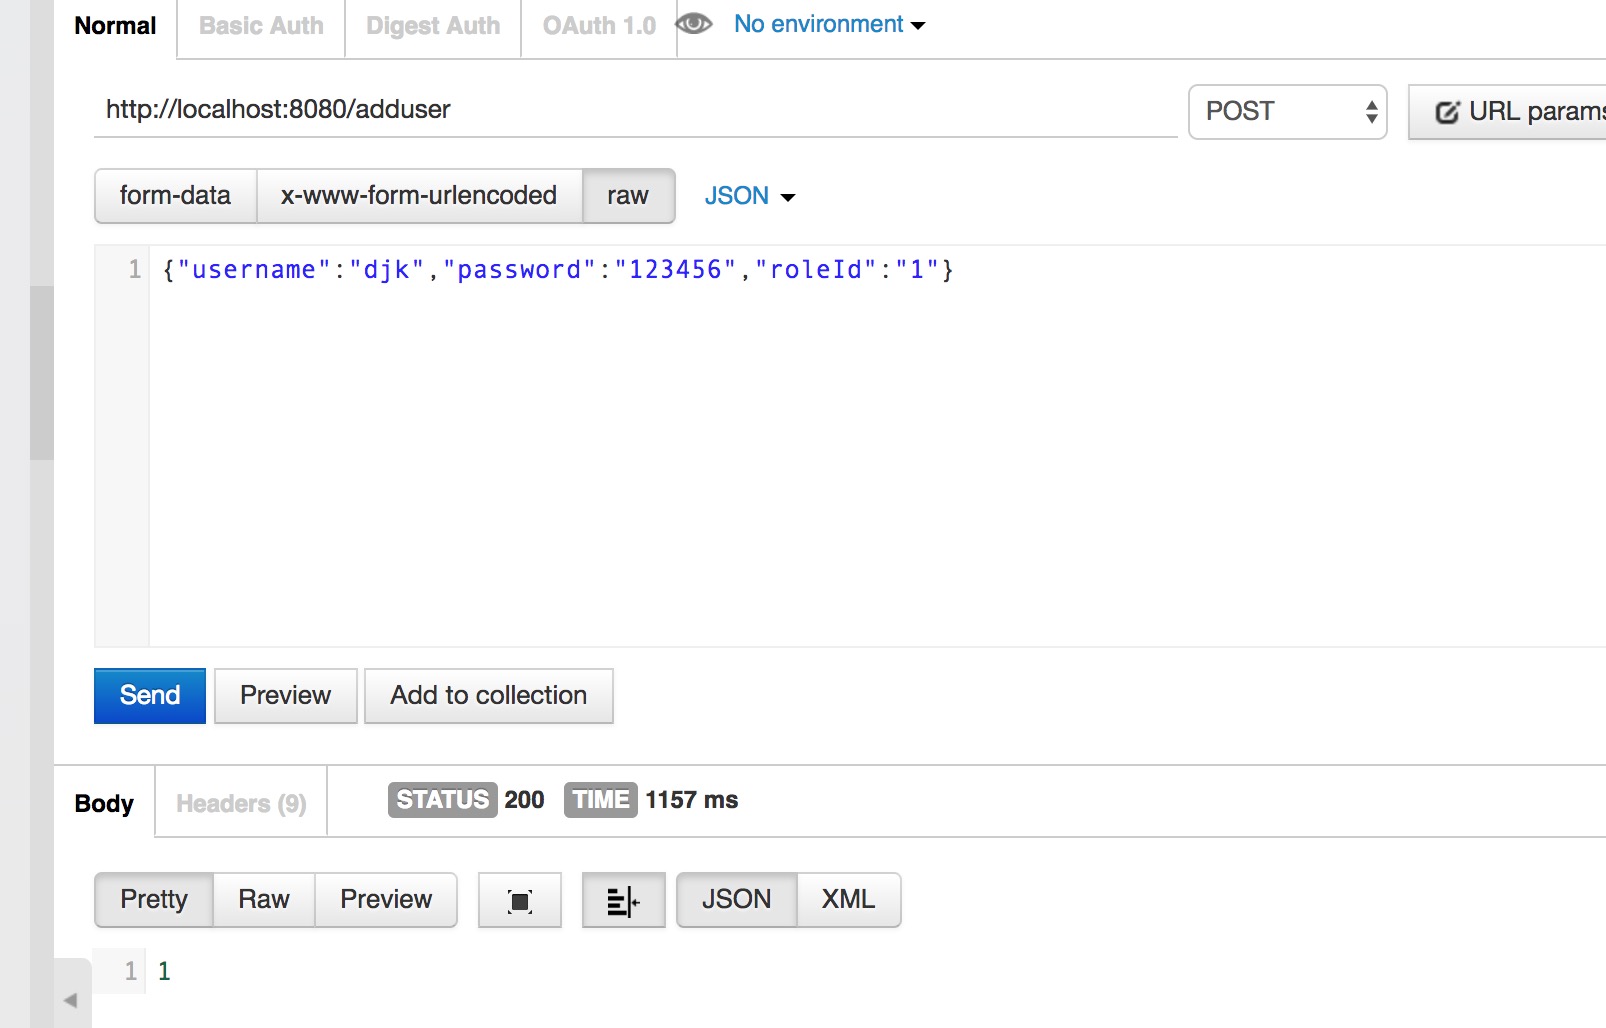 Normal Basic Auth Digest Auth OAuth 1.0 No environment
http://localhost:8080/adduser POST URL params
form-data x-www-form-urlencoded raw JSON
1 {"username":"djk","password":"123456","roleId":"1"}
Send Preview Add to collection
Body Headers (9) STATUS 200 TIME 1157 ms
Pretty Raw Preview JSON XML
1 1